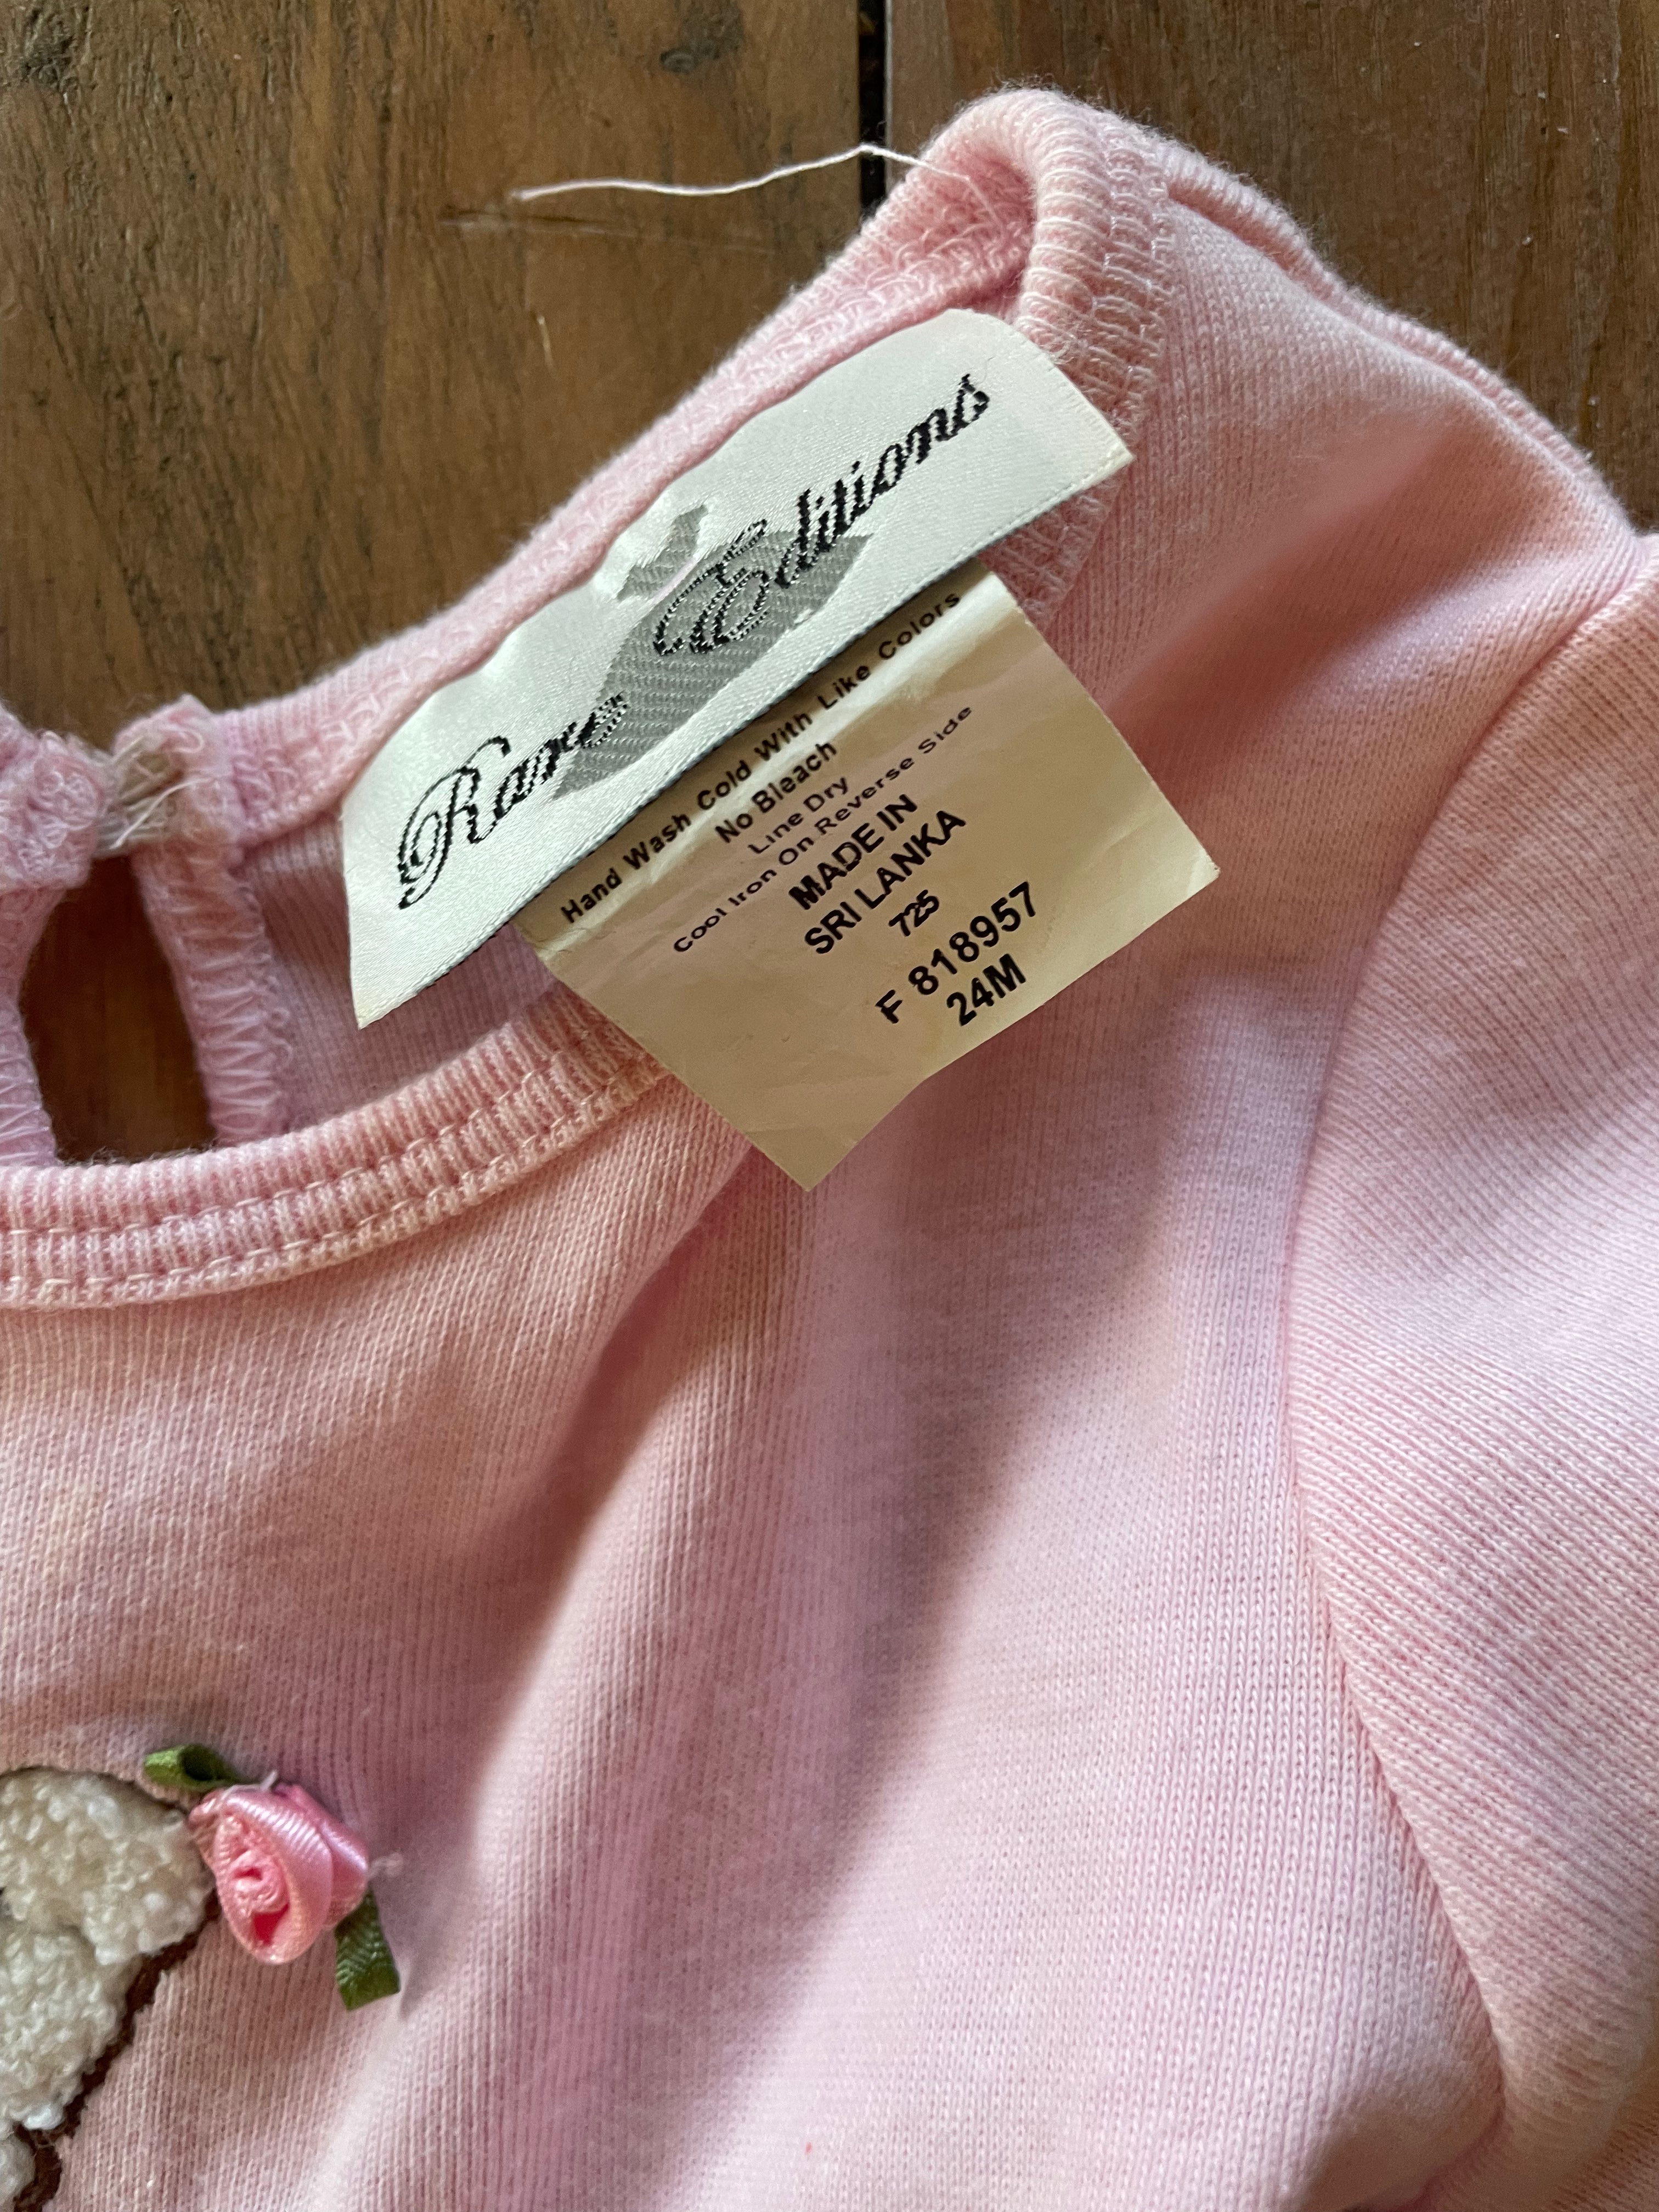 Rare Editions
Hand Wash Cold With Like Colors
No Bleach
Line Dry
Cool Iron On Reverse Side
MADE IN
SRI LANKA
725
F 818957
24M